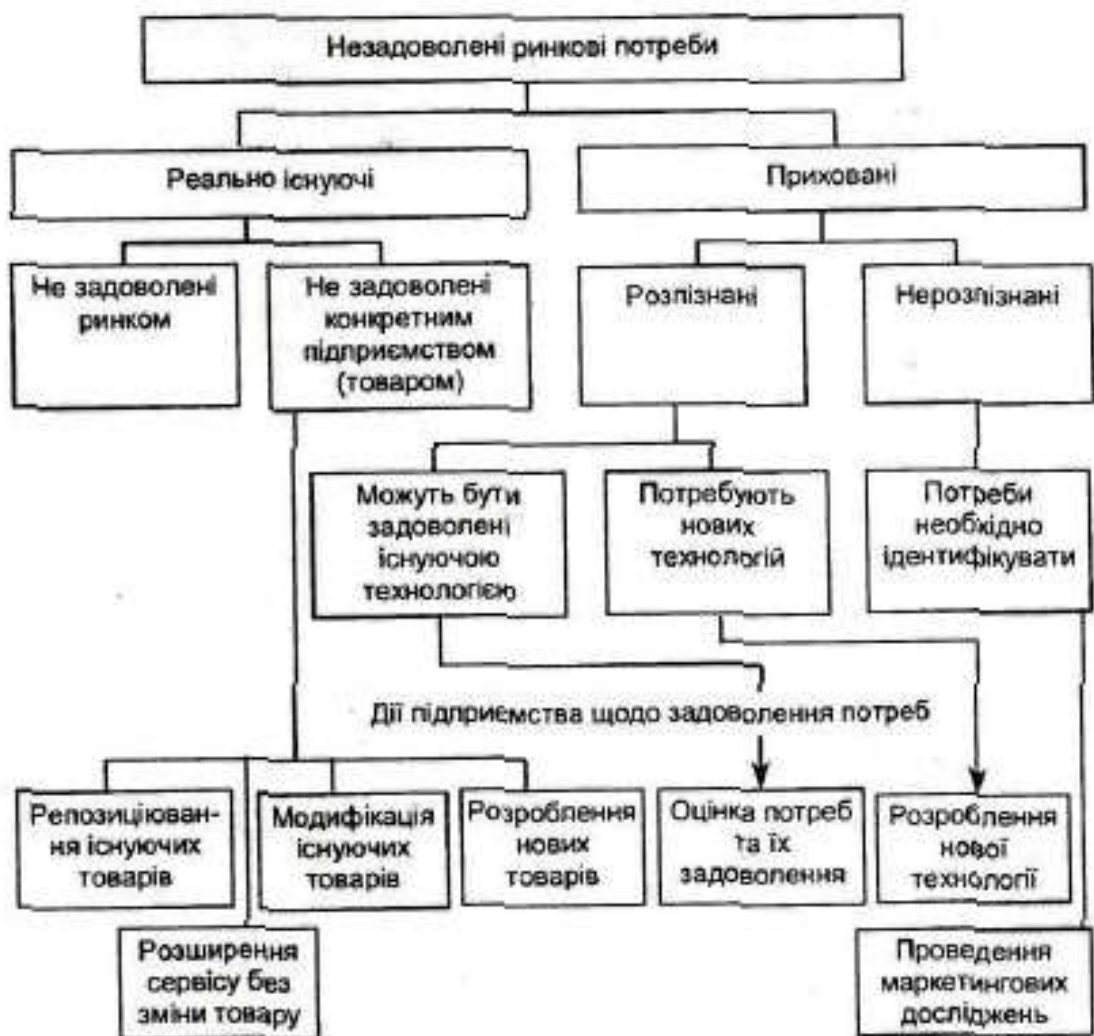 Незадоволені ринкові потреби
Реально існуючі
Приховані
Не задоволені
ринком
Не задоволені
конкретним
підприємством
(товаром)
Розпізнані
Нерозпізнані
Можуть бути
задоволені
існуючою
технологією
Потребують
нових
технологій
Потреби
необхідно
ідентифікувати
Дії підприємства щодо задоволення потреб
Репозиціюван-
ня існуючих
товарів
Модифікація
існуючих
товарів
Розроблення
нових
товарів
Оцінка потреб
та їх
задоволення
Розроблення
нової
технології
Розширення
сервісу без
зміни товару
Проведення
маркетингових
досліджень